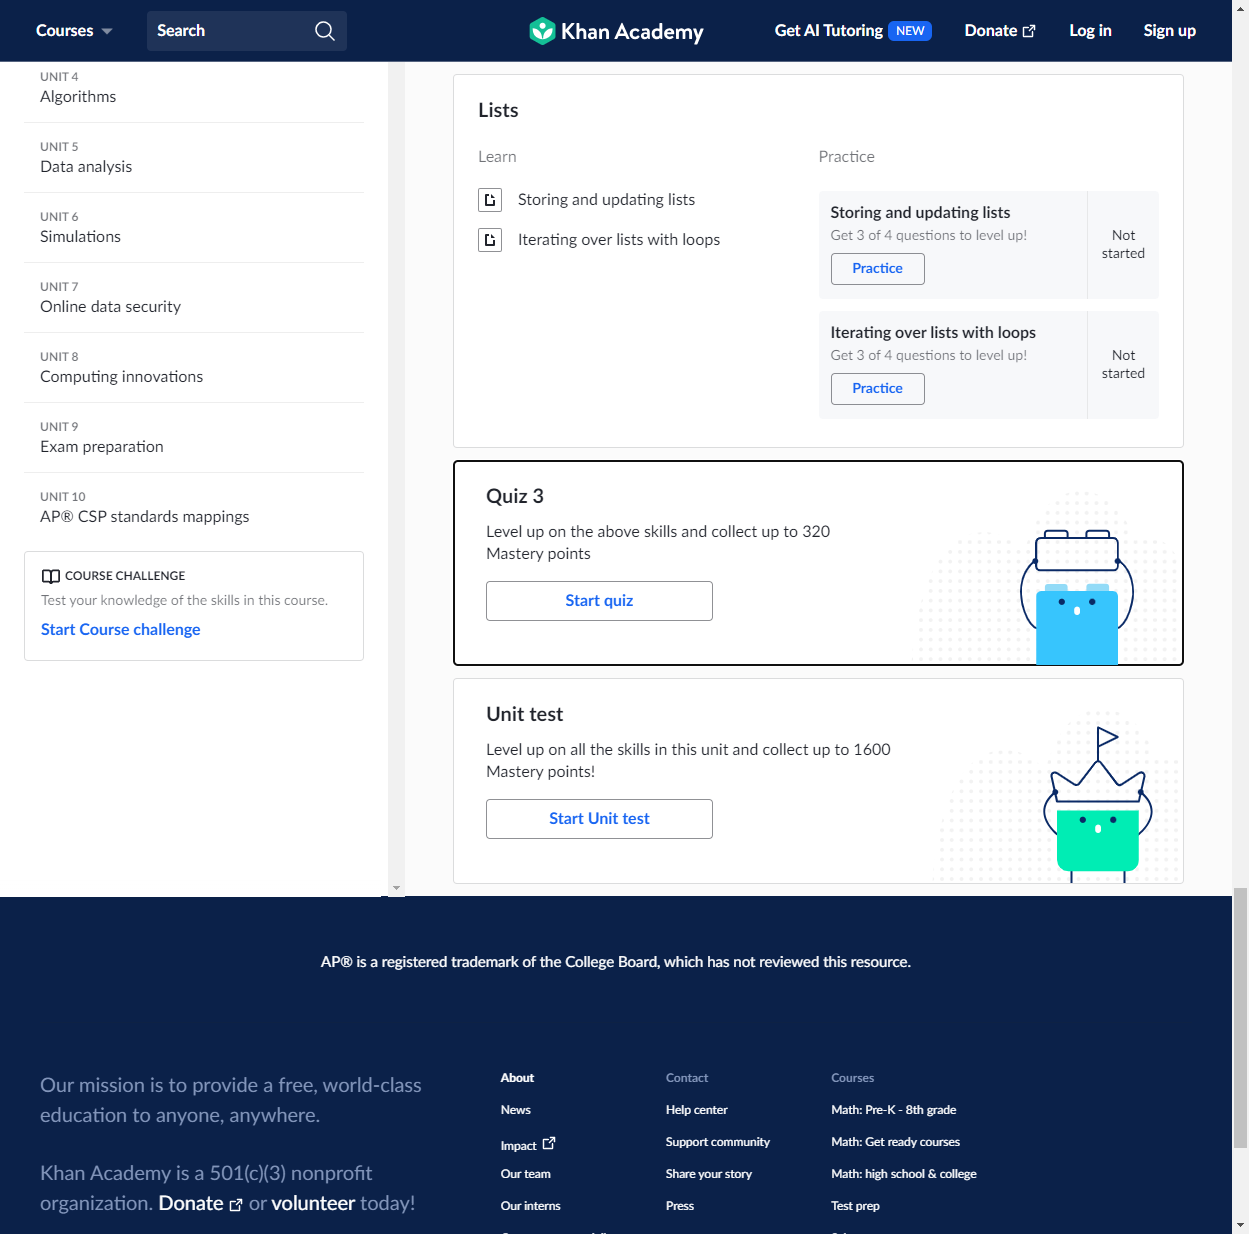 Courses
Search
Khan Academy
Get AI Tutoring NEW
Donate
Log in
Sign up
UNIT 4
Algorithms
UNIT 5
Data analysis
UNIT 6
Simulations
UNIT 7
Online data security
UNIT 8
Computing innovations
UNIT 9
Exam preparation
UNIT 10
AP® CSP standards mappings
COURSE CHALLENGE
Test your knowledge of the skills in this course.
Start Course challenge
Lists
Learn
Storing and updating lists
Iterating over lists with loops
Practice
Storing and updating lists
Get 3 of 4 questions to level up!
Practice
Not
started
Iterating over lists with loops
Get 3 of 4 questions to level up!
Practice
Not
started
Quiz 3
Level up on the above skills and collect up to 320
Mastery points
Start quiz
Unit test
Level up on all the skills in this unit and collect up to 1600
Mastery points!
Start Unit test
AP® is a registered trademark of the College Board, which has not reviewed this resource.
Our mission is to provide a free, world-class
education to anyone, anywhere.
Khan Academy is a 501(c)(3) nonprofit
organization. Donate or volunteer today!
About
News
Impact
Our team
Our interns
Contact
Help center
Support community
Share your story
Press
Courses
Math: Pre-K - 8th grade
Math: Get ready courses
Math: high school & college
Test prep